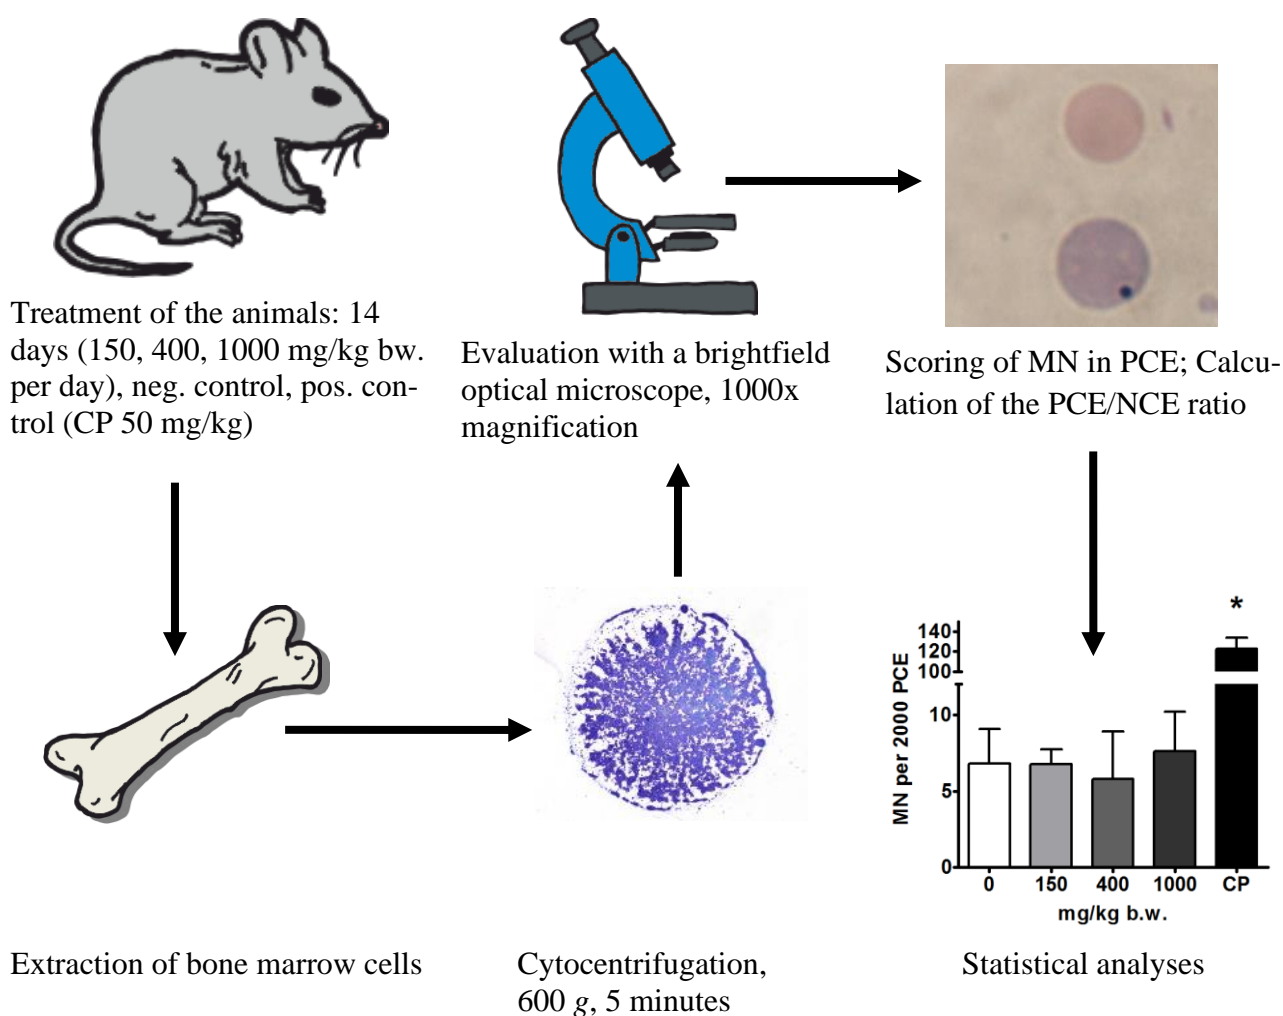 Treatment of the animals: 14
days (150, 400, 1000 mg/kg bw.
per day), neg. control, pos. con-
trol (CP 50 mg/kg)
Evaluation with a brightfield
optical microscope, 1000x
magnification
Scoring of MN in PCE; Calcu-
lation of the PCE/NCE ratio
Extraction of bone marrow cells
Cytocentrifugation,
600 g, 5 minutes
*
140
120
100
10
5
0
MN per 2000 PCE
0 150 400 1000 CP
mg/kg b.w.
Statistical analyses